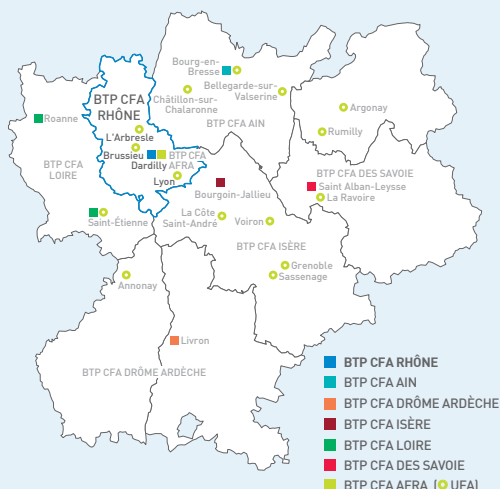 Bourg-en-
Bresse
Bellegarde-sur-
Valserine
Châtillon-sur-
Chalaronne
BTP CFA AIN
BTP CFA
RHÔNE
Roanne
Argonay
Rumilly
L'Arbresle
Brussieu
Dardilly
BTP CFA
AFRA
Lyon
BTP CFA
LOIRE
BTP CFA DES SAVOIE
Saint Alban-Leysse
La Ravoire
Bourgoin-Jallieu
La Côte
Saint-André
Voiron
Saint-Étienne
BTP CFA ISÈRE
Grenoble
Sassenage
Annonay
Livron
BTP CFA DRÔME ARDÈCHE
BTP CFA RHÔNE
BTP CFA AIN
BTP CFA DRÔME ARDÈCHE
BTP CFA ISÈRE
BTP CFA LOIRE
BTP CFA DES SAVOIE
BTP CFA AFRA (UFA)